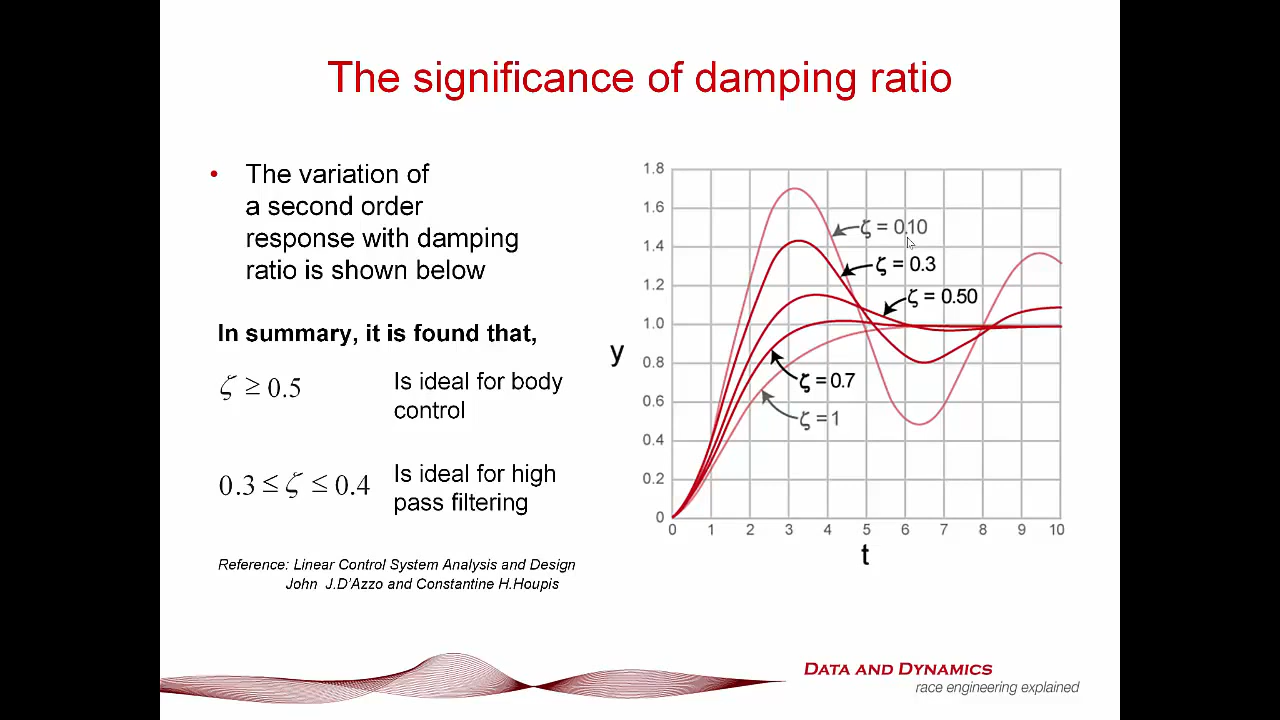 The significance of damping ratio
• The variation of
a second order
response with damping
ratio is shown below
In summary, it is found that,
ζ ≥ 0.5
Is ideal for body
control
0.3 ≤ ζ ≤ 0.4
Is ideal for high
pass filtering
Reference: Linear Control System Analysis and Design
John J.D'Azzo and Constantine H.Houpis
1.8
1.6
1.4
1.2
1.0
0.8
0.6
0.4
0.2
0
y
ζ = 0.10
ζ = 0.3
ζ = 0.50
ζ = 0.7
ζ = 1
0 1 2 3 4 5 6 7 8 9 10
t
DATA AND DYNAMICS
race engineering explained